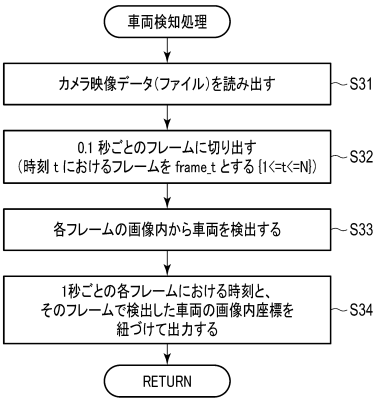 車両検知処理
カメラ映像データ(ファイル)を読み出す
S31
0.1 秒ごとのフレームに切り出す
(時刻 t におけるフレームを frame_t とする {1<=t<=N})
S32
各フレームの画像内から車両を検出する
S33
1秒ごとの各フレームにおける時刻と、
そのフレームで検出した車両の画像内座標を
紐づけて出力する
S34
RETURN